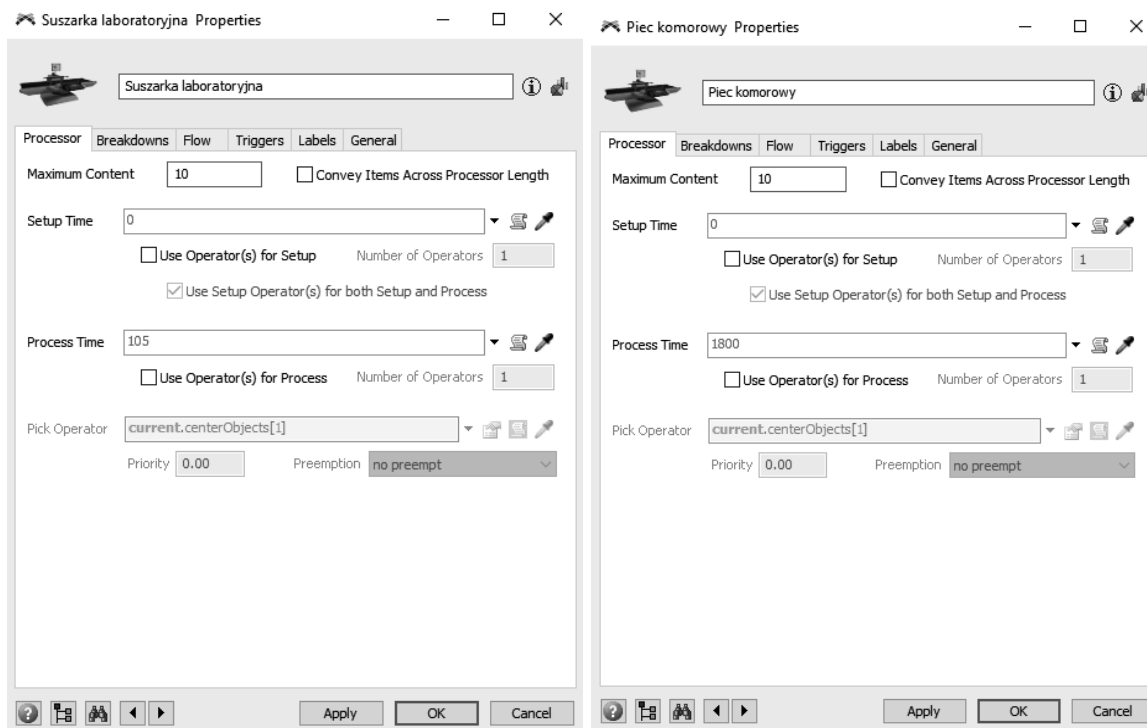 Suszarka laboratoryjna Properties
Suszarka laboratoryjna
Processor Breakdowns Flow Triggers Labels General
Maximum Content 10 Convey Items Across Processor Length
Setup Time 0
Use Operator(s) for Setup Number of Operators 1
Use Setup Operator(s) for both Setup and Process
Process Time 105
Use Operator(s) for Process Number of Operators 1
Pick Operator current.centerObjects[1]
Priority 0.00 Preemption no preempt
Apply OK Cancel
Piec komorowy Properties
Piec komorowy
Processor Breakdowns Flow Triggers Labels General
Maximum Content 10 Convey Items Across Processor Length
Setup Time 0
Use Operator(s) for Setup Number of Operators 1
Use Setup Operator(s) for both Setup and Process
Process Time 1800
Use Operator(s) for Process Number of Operators 1
Pick Operator current.centerObjects[1]
Priority 0.00 Preemption no preempt
Apply OK Cancel